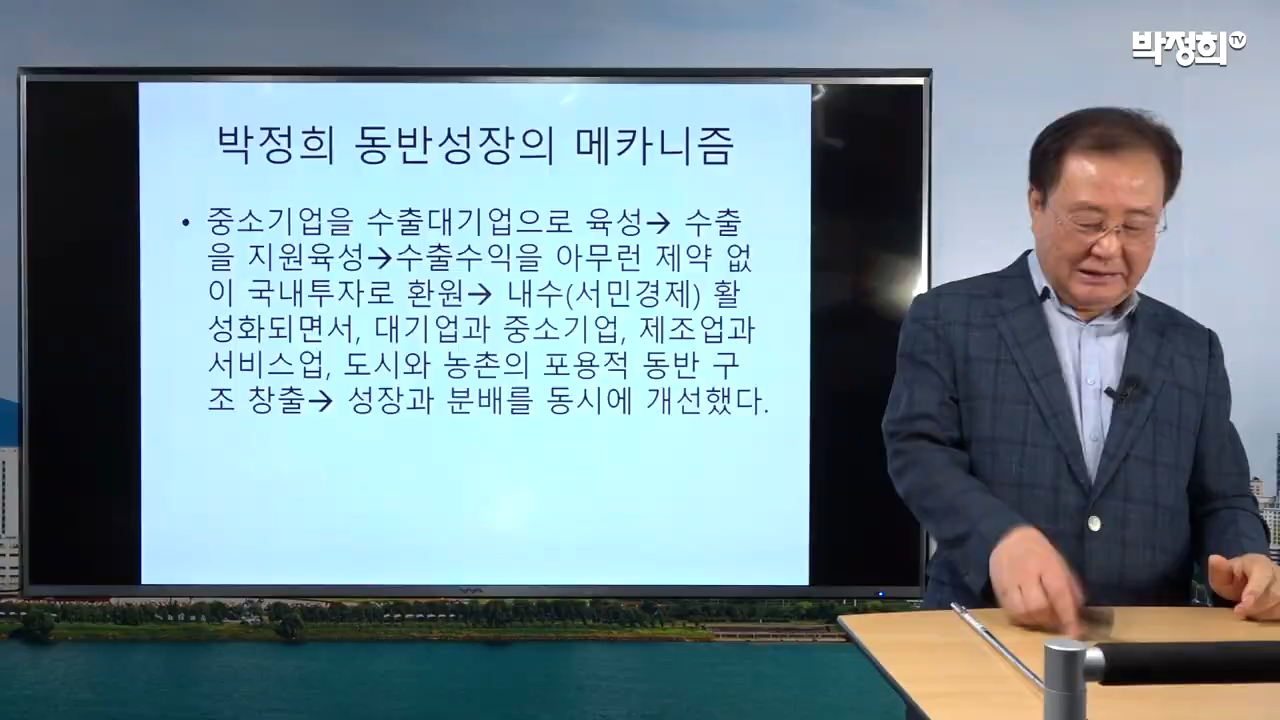 박정희TV
박정희 동반성장의 메카니즘
• 중소기업을 수출대기업으로 육성→ 수출
을 지원육성→수출수익을 아무런 제약 없
이 국내투자로 환원→ 내수(서민경제) 활
성화되면서, 대기업과 중소기업, 제조업과
서비스업, 도시와 농촌의 포용적 동반 구
조 창출→ 성장과 분배를 동시에 개선했다.